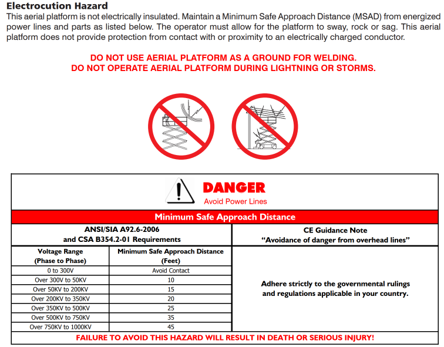 Electrocution Hazard
This aerial platform is not electrically insulated. Maintain a Minimum Safe Approach Distance (MSAD) from energized
power lines and parts as listed below. The operator must allow for the platform to sway, rock or sag. This aerial
platform does not provide protection from contact with or proximity to an electrically charged conductor.
DO NOT USE AERIAL PLATFORM AS A GROUND FOR WELDING.
DO NOT OPERATE AERIAL PLATFORM DURING LIGHTNING OR STORMS.
DANGER
Avoid Power Lines
Minimum Safe Approach Distance
ANSI/SIA A92.6-2006
and CSA B354.2-01 Requirements
CE Guidance Note
"Avoidance of danger from overhead lines"
Voltage Range
(Phase to Phase)
Minimum Safe Approach Distance
(Feet)
0 to 300V Avoid Contact
Over 300V to 50KV 10
Over 50KV to 200KV 15
Over 200KV to 350KV 20
Over 350KV to 500KV 25
Over 500KV to 750KV 35
Over 750KV to 1000KV 45
Adhere strictly to the governmental rulings
and regulations applicable in your country.
FAILURE TO AVOID THIS HAZARD WILL RESULT IN DEATH OR SERIOUS INJURY!